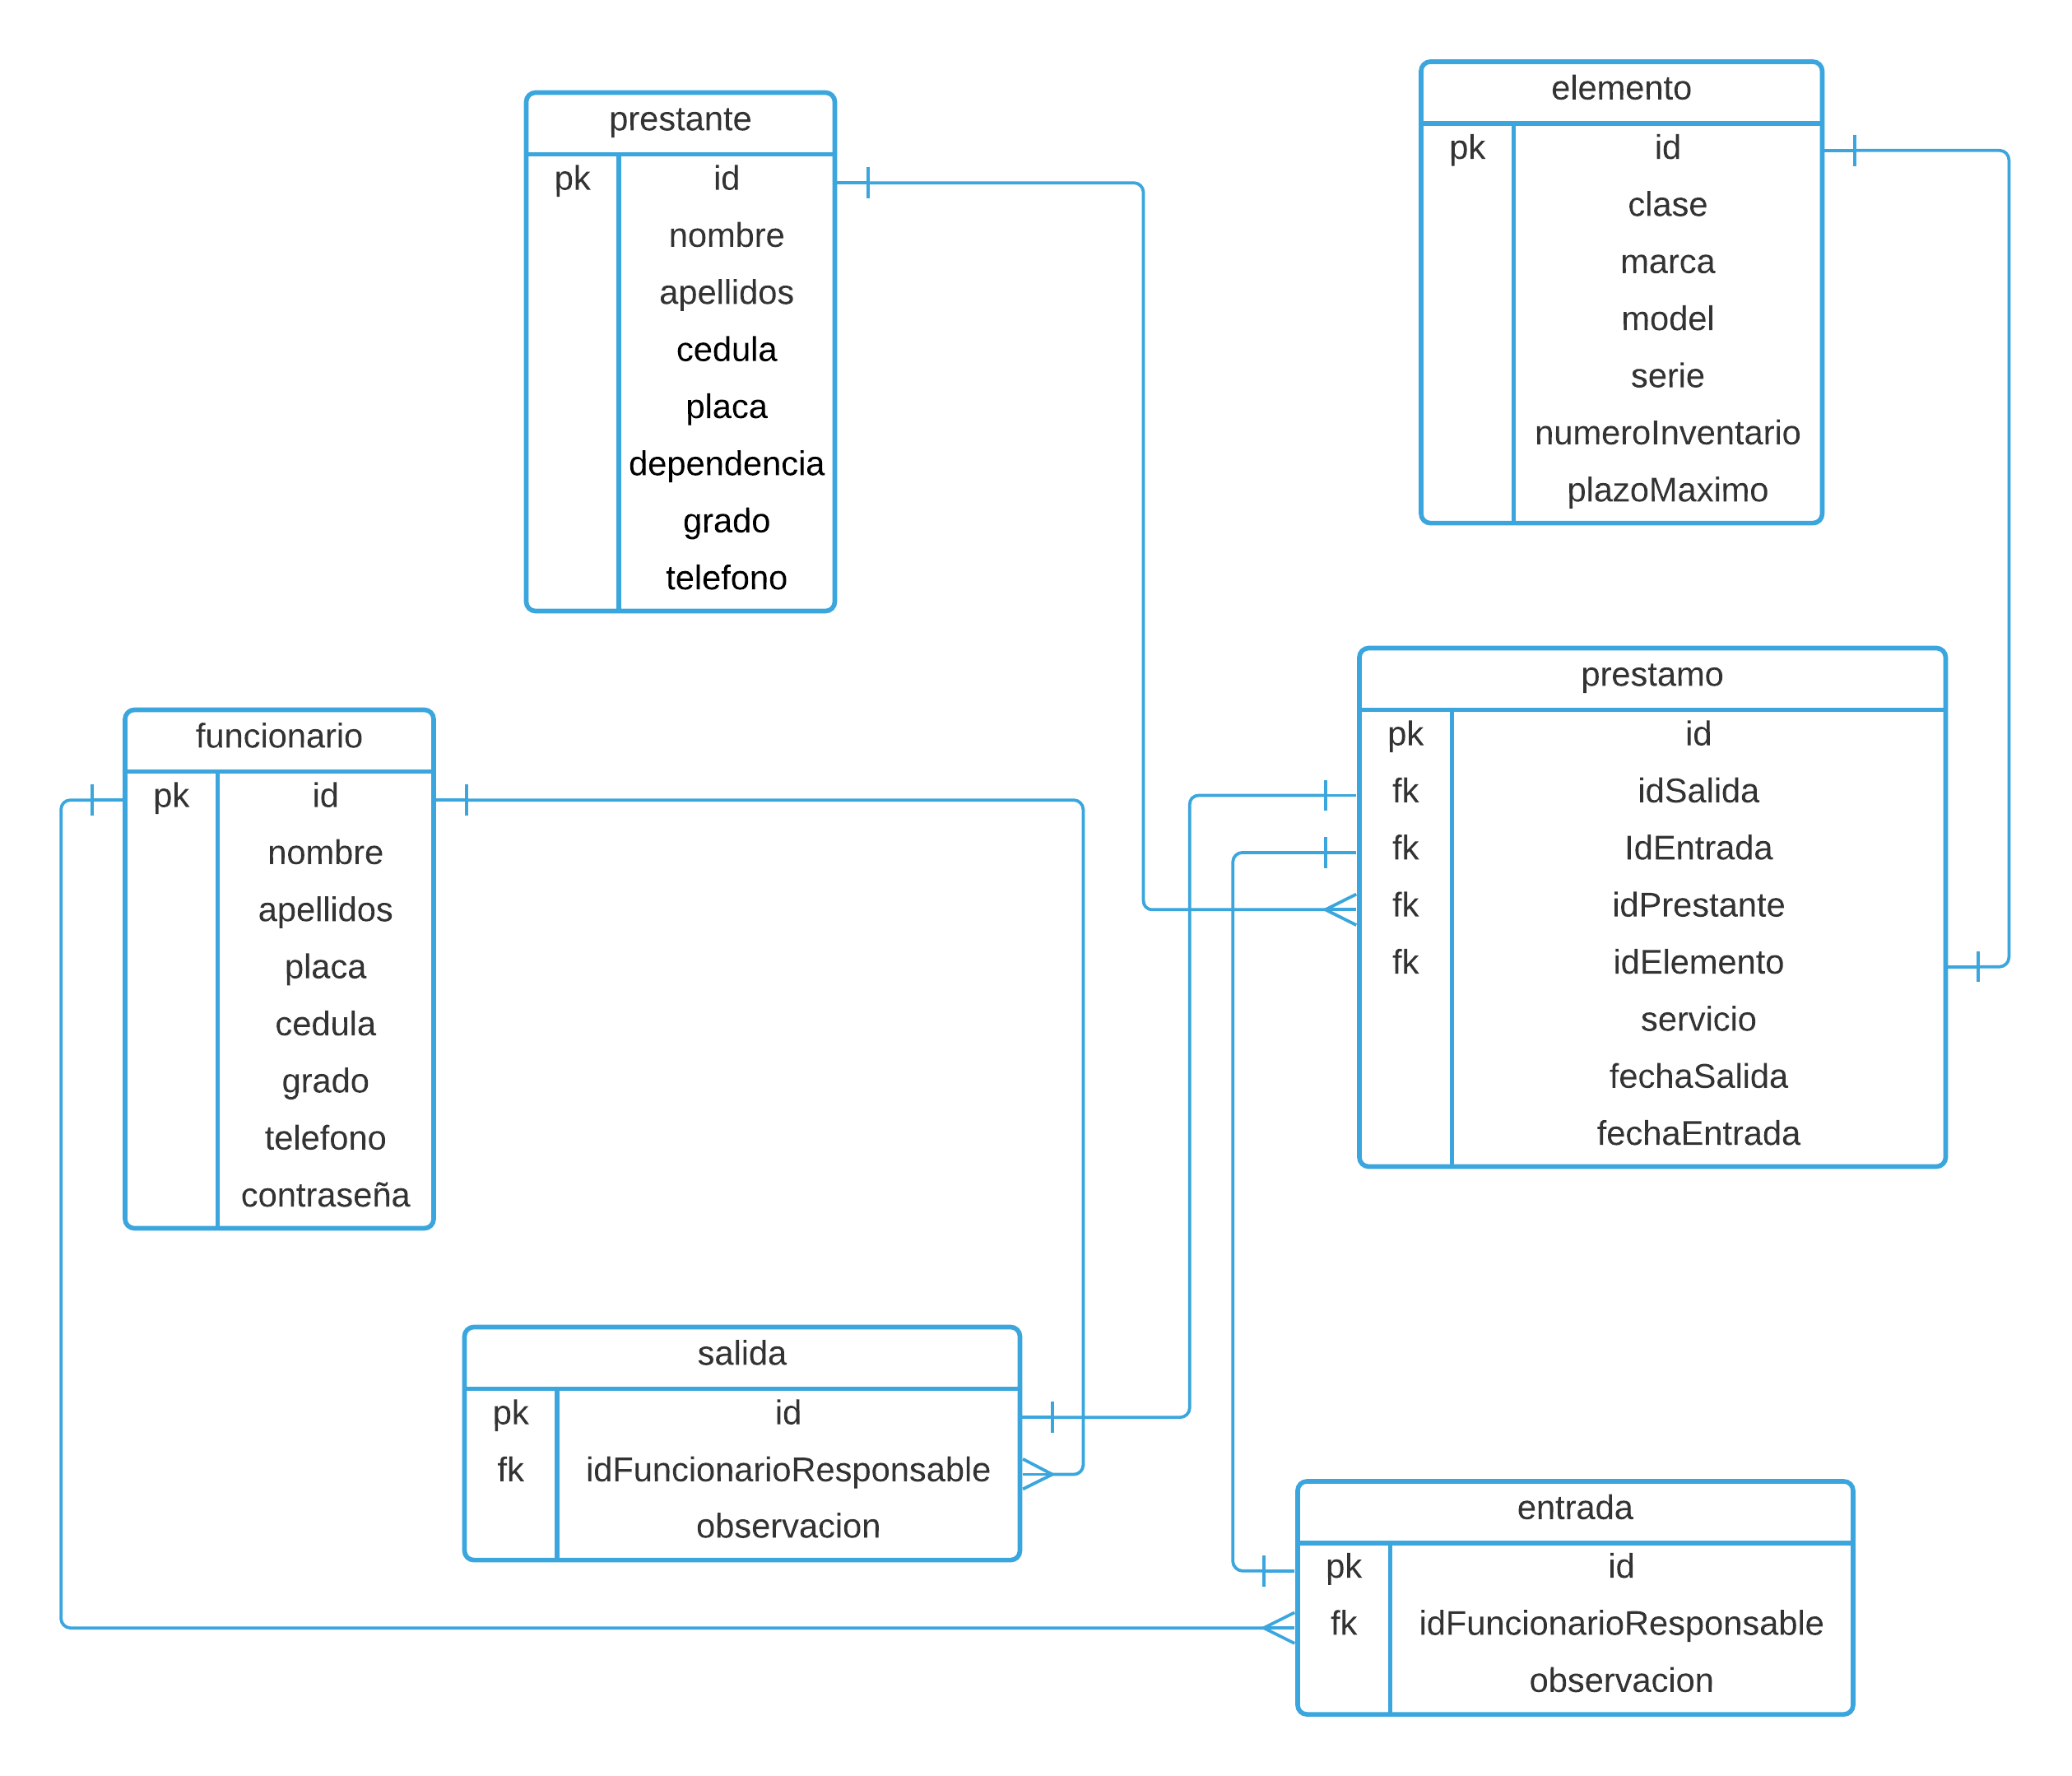 prestante
pk id
nombre
apellidos
cedula
placa
dependencia
grado
telefono
elemento
pk id
clase
marca
model
serie
numeroInventario
plazoMaximo
funcionario
pk id
nombre
apellidos
placa
cedula
grado
telefono
contraseña
prestamo
pk id
fk idSalida
fk IdEntrada
fk idPrestante
fk idElemento
servicio
fechaSalida
fechaEntrada
salida
pk id
fk idFuncionarioResponsable
observacion
entrada
pk id
fk idFuncionarioResponsable
observacion